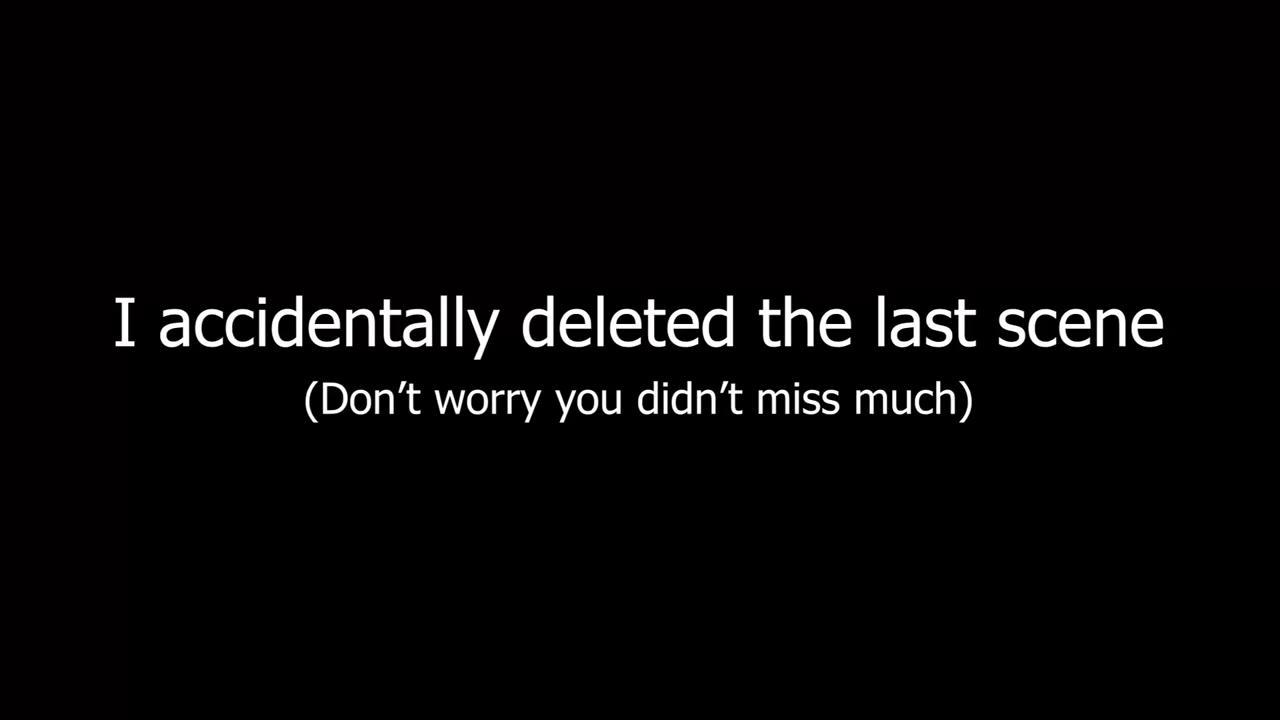 I accidentally deleted the last scene
(Don’t worry you didn’t miss much)